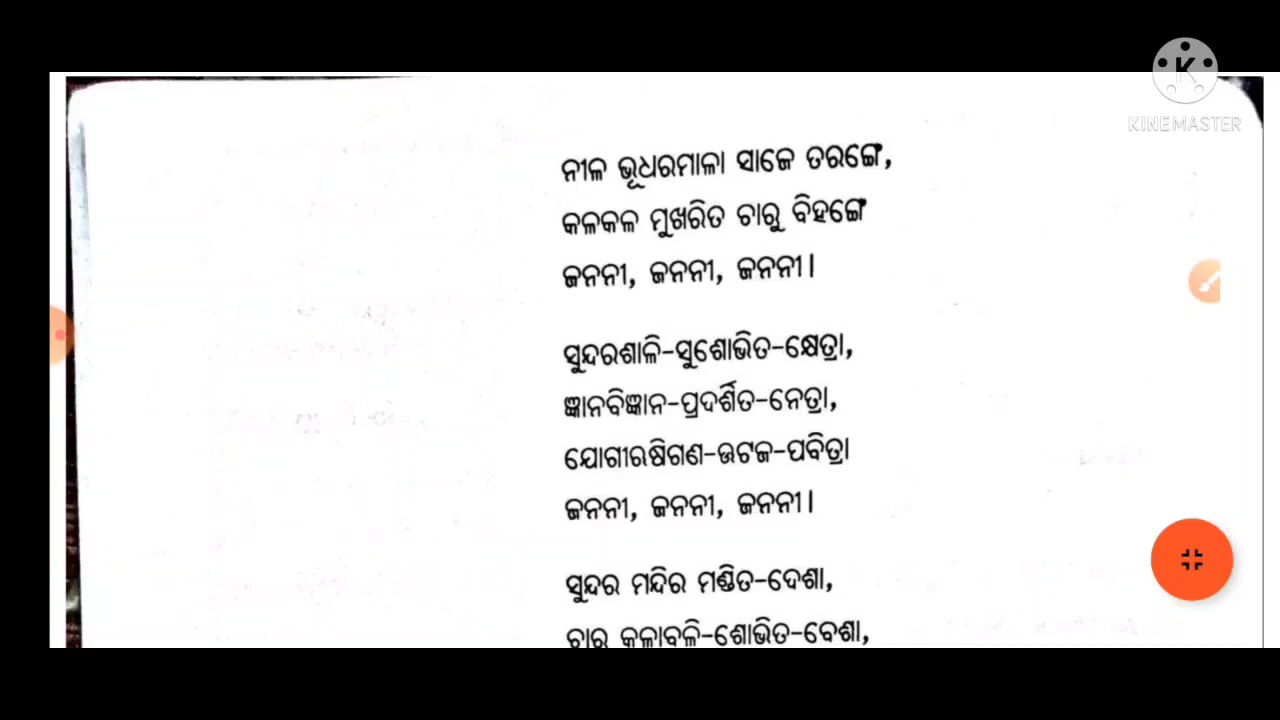 KINEMASTER
ନୀଳ ଭୂଧରମାଳା ସାଜେ ତରଙ୍ଗେ,
କଳକଳ ମୁଖରିତ ଚାରୁ ବିହଙ୍ଗେ
ଜନନୀ, ଜନନୀ, ଜନନୀ।
ସୁନ୍ଦରଶାଳି-ସୁଶୋଭିତ-କ୍ଷେତ୍ରା,
ଜ୍ଞାନବିଜ୍ଞାନ-ପ୍ରଦର୍ଶିତ-ନେତ୍ରା,
ଯୋଗୀଋଷିଗଣ-ଉଟଜ-ପବିତ୍ରା
ଜନନୀ, ଜନନୀ, ଜନନୀ।
ସୁନ୍ଦର ମନ୍ଦିର ମଣ୍ଡିତ-ଦେଶା,
ଚାରୁ କଳାବଳି-ଶୋଭିତ-ବେଶା,